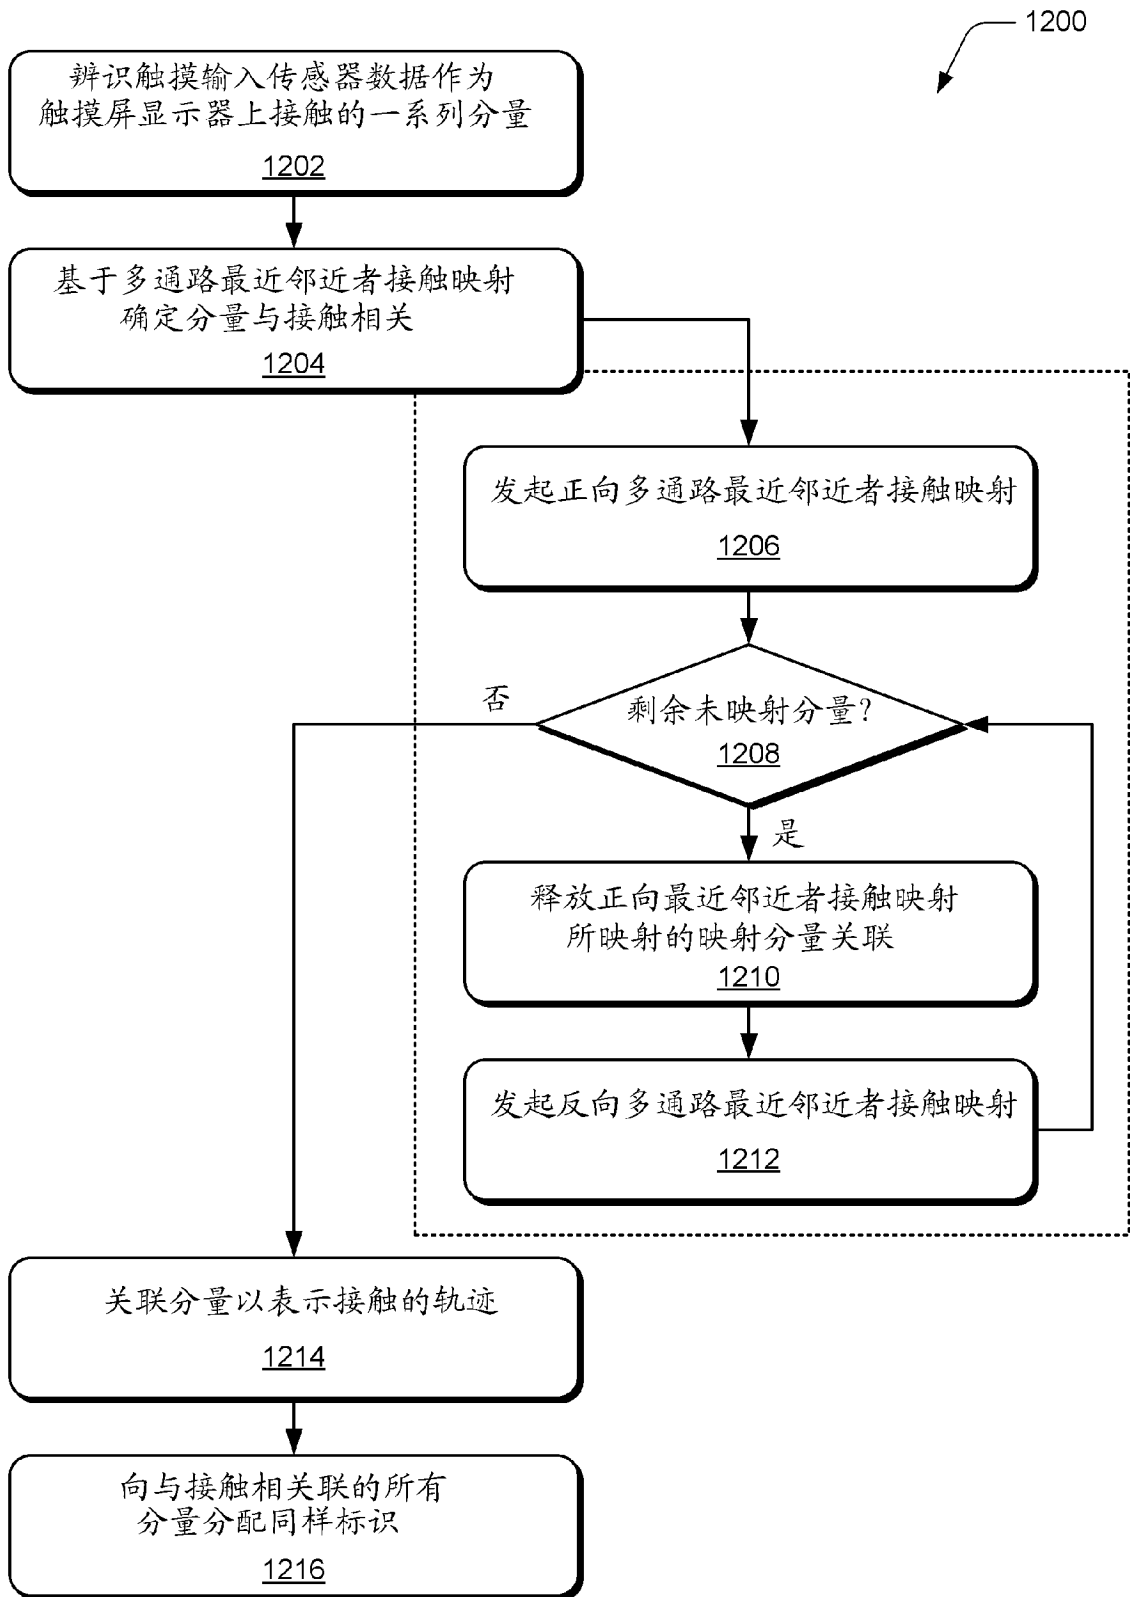 1200
辨识触摸输入传感器数据作为
触摸屏显示器上接触的一系列分量
1202
基于多通路最近邻近者接触映射
确定分量与接触相关
1204
发起正向多通路最近邻近者接触映射
1206
剩余未映射分量?
1208
否
是
释放正向最近邻近者接触映射
所映射的映射分量关联
1210
发起反向多通路最近邻近者接触映射
1212
关联分量以表示接触的轨迹
1214
向与接触相关联的所有
分量分配同样标识
1216